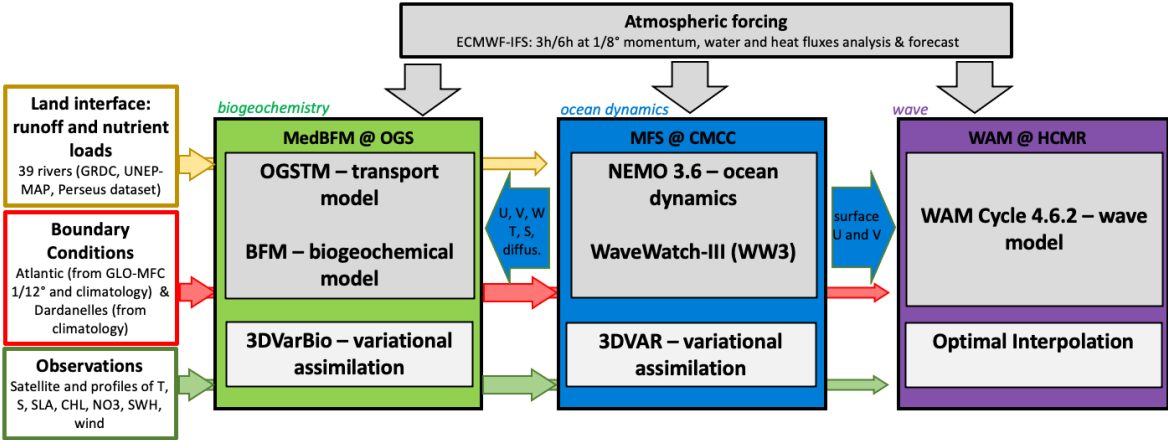 Atmospheric forcing
ECMWF-IFS: 3h/6h at 1/8° momentum, water and heat fluxes analysis & forecast
Land interface:
runoff and nutrient
loads
39 rivers (GRDC, UNEP-
MAP, Perseus dataset)
Boundary
Conditions
Atlantic (from GLO-MFC
1/12° and climatology) &
Dardanelles (from
climatology)
Observations
Satellite and profiles of T,
S, SLA, CHL, NO3, SWH,
wind
biogeochemistry
MedBFM @ OGS
OGSTM – transport
model
BFM – biogeochemical
model
3DVarBio – variational
assimilation
U, V, W
T, S,
diffus.
ocean dynamics
MFS @ CMCC
NEMO 3.6 – ocean
dynamics
WaveWatch-III (WW3)
3DVAR – variational
assimilation
surface
U and V
wave
WAM @ HCMR
WAM Cycle 4.6.2 – wave
model
Optimal Interpolation